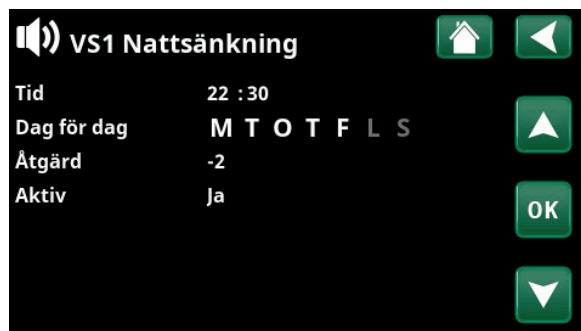 VS1 Nattsänkning
Tid 22 :30
Dag för dag M T O T F L S
Åtgärd -2
Aktiv Ja
OK